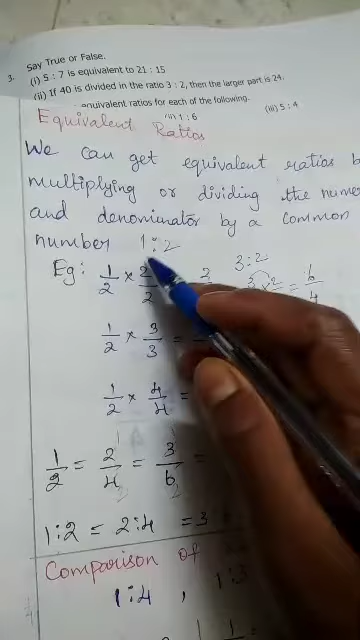 3. Say True or False.
(i) 5 : 7 is equivalent to 21 : 15
(ii) If 40 is divided in the ratio 3 : 2, then the larger part is 24.
equivalent ratios for each of the following.
(ii) 1 : 6 (iii) 5 : 4
Equivalent Ratios
We can get equivalent ratios b
multiplying or dividing the nume
and denominator by a common
number 1:2
3:2
Eg: 1/2 × 2/2 3 3 × 2 = 6/4
1/2 × 3/3 =
1/2 × 4/4 =
1/2 = 2/4 = 3/6 =
1:2 = 2:4 = 3
Comparison of
1:4 , 1: